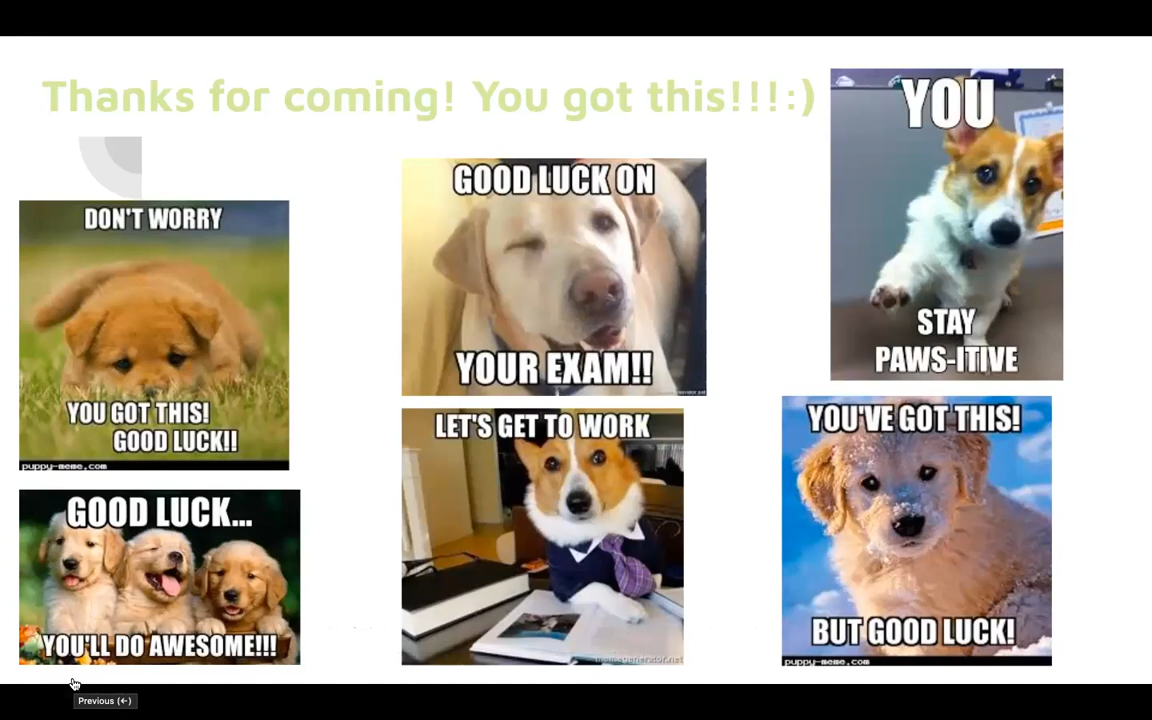 Thanks for coming! You got this!!!:)
DON'T WORRY
YOU GOT THIS!
GOOD LUCK!!
puppy-meme.com
GOOD LUCK...
YOU'LL DO AWESOME!!!
GOOD LUCK ON
YOUR EXAM!!
LET'S GET TO WORK
memegenerator.net
YOU
STAY
PAWS-ITIVE
YOU'VE GOT THIS!
BUT GOOD LUCK!
puppy-meme.com
Previous (←)